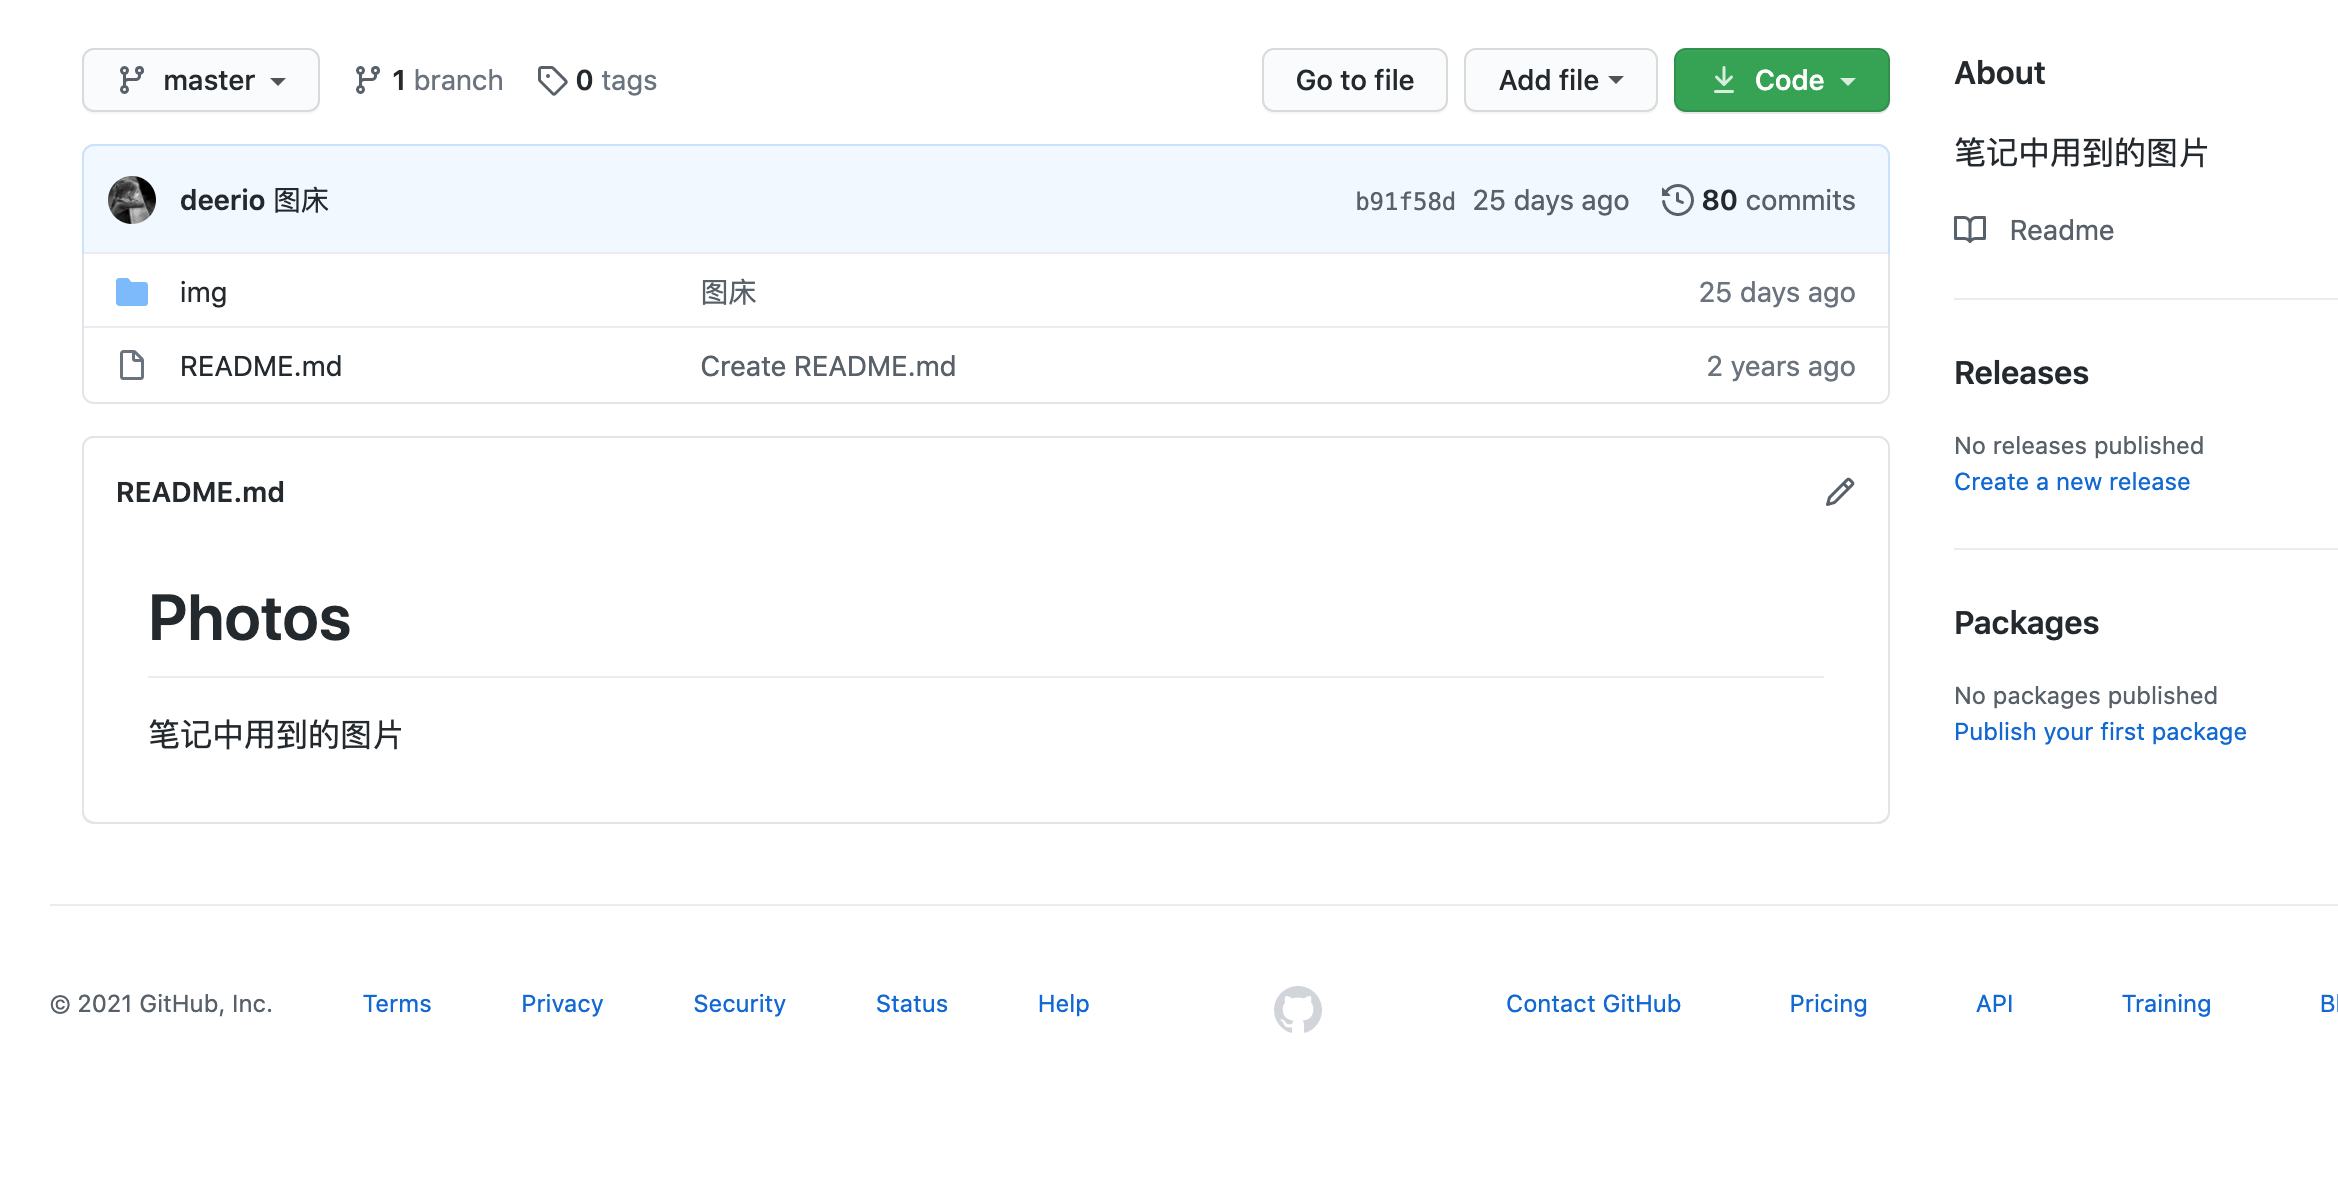 master 1 branch 0 tags Go to file Add file Code
deerio 图床 b91f58d 25 days ago 80 commits
img 图床 25 days ago
README.md Create README.md 2 years ago
README.md
Photos
笔记中用到的图片
About
笔记中用到的图片
Readme
Releases
No releases published
Create a new release
Packages
No packages published
Publish your first package
© 2021 GitHub, Inc. Terms Privacy Security Status Help Contact GitHub Pricing API Training